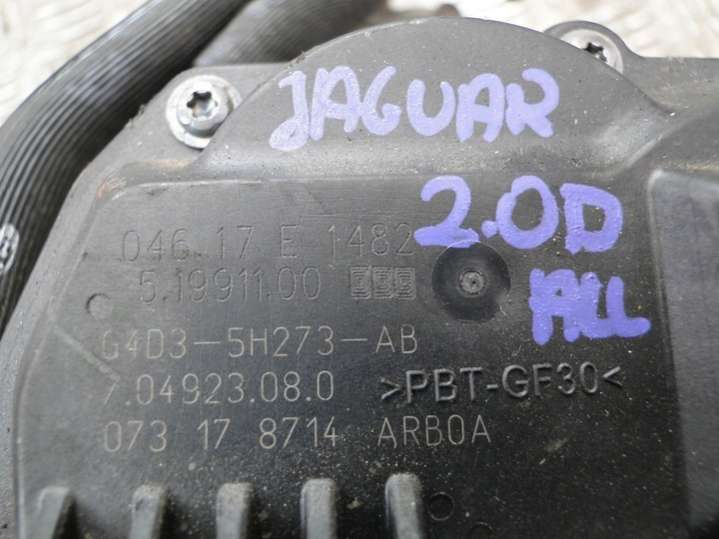 JAGUAR
2.0D
ALL
046 17 E 1482
5.19911.00
G4D3-5H273-AB
7.04923.08.0 >PBT-GF30<
073 17 8714 ARB0A